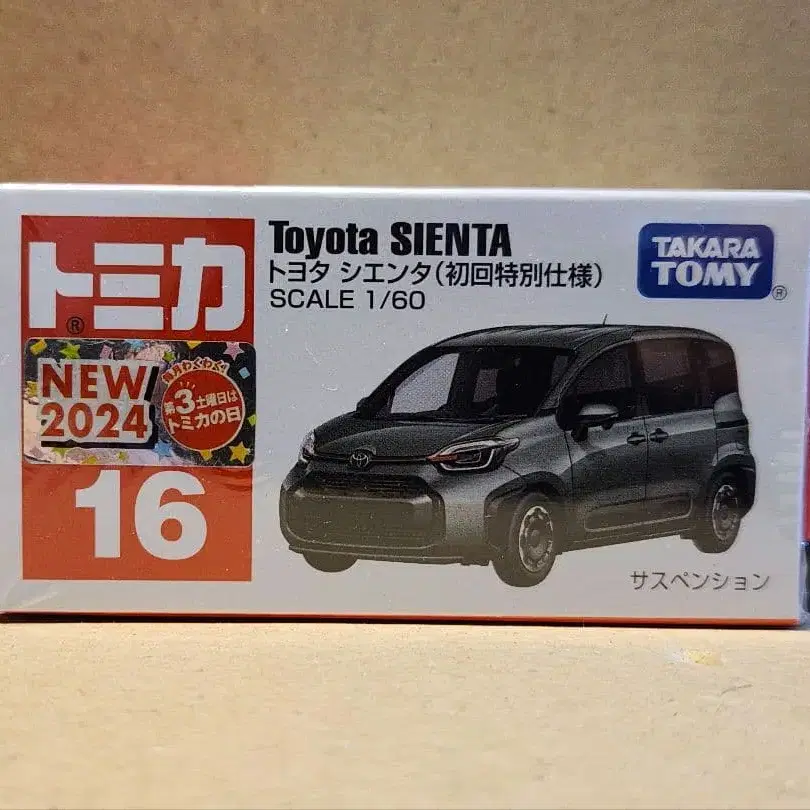 トミカ
®
NEW
2024
毎月わくわく!
第3土曜日は
トミカの日
16
Toyota SIENTA
トヨタ シエンタ(初回特別仕様)
SCALE 1/60
TAKARA
TOMY
®
サスペンション